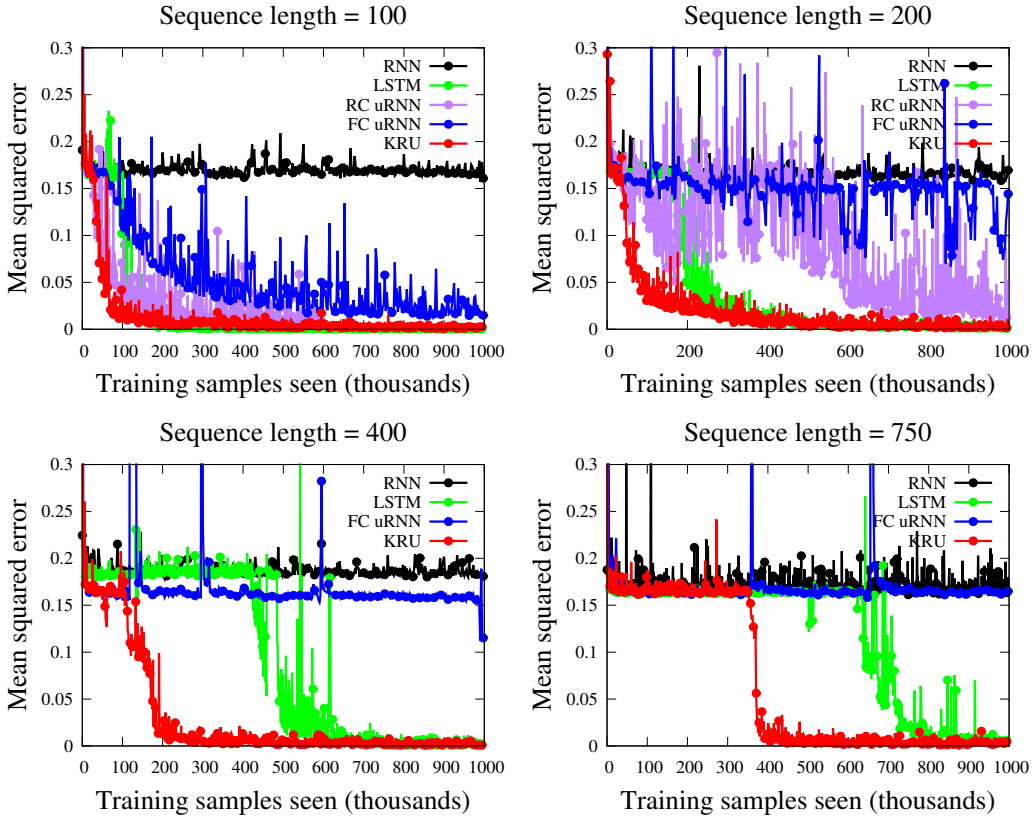 Sequence length = 100
Mean squared error
0.3
0.25
0.2
0.15
0.1
0.05
0
RNN
LSTM
RC uRNN
FC uRNN
KRU
0 100 200 300 400 500 600 700 800 900 1000
Training samples seen (thousands)
Sequence length = 200
Mean squared error
0.3
0.25
0.2
0.15
0.1
0.05
0
RNN
LSTM
RC uRNN
FC uRNN
KRU
0 200 400 600 800 1000
Training samples seen (thousands)
Sequence length = 400
Mean squared error
0.3
0.25
0.2
0.15
0.1
0.05
0
RNN
LSTM
FC uRNN
KRU
0 100 200 300 400 500 600 700 800 900 1000
Training samples seen (thousands)
Sequence length = 750
Mean squared error
0.3
0.25
0.2
0.15
0.1
0.05
0
RNN
LSTM
FC uRNN
KRU
0 100 200 300 400 500 600 700 800 900 1000
Training samples seen (thousands)